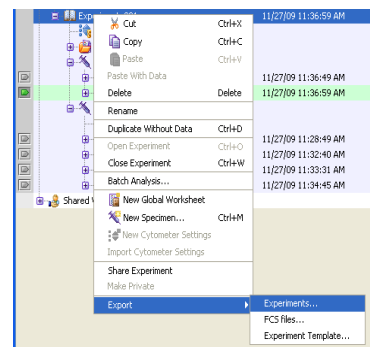 Experiment_001 11/27/09 11:36:59 AM
Cut Ctrl+X
Copy Ctrl+C
Paste Ctrl+V
Paste With Data 11/27/09 11:36:49 AM
Delete Delete 11/27/09 11:36:59 AM
Rename
Duplicate Without Data Ctrl+D 11/27/09 11:28:49 AM
Open Experiment Ctrl+O 11/27/09 11:32:40 AM
Close Experiment Ctrl+W 11/27/09 11:33:31 AM
Batch Analysis... 11/27/09 11:34:45 AM
Shared
New Global Worksheet
New Specimen... Ctrl+M
New Cytometer Settings
Import Cytometer Settings
Share Experiment
Make Private
Export Experiments...
FCS files...
Experiment Template...